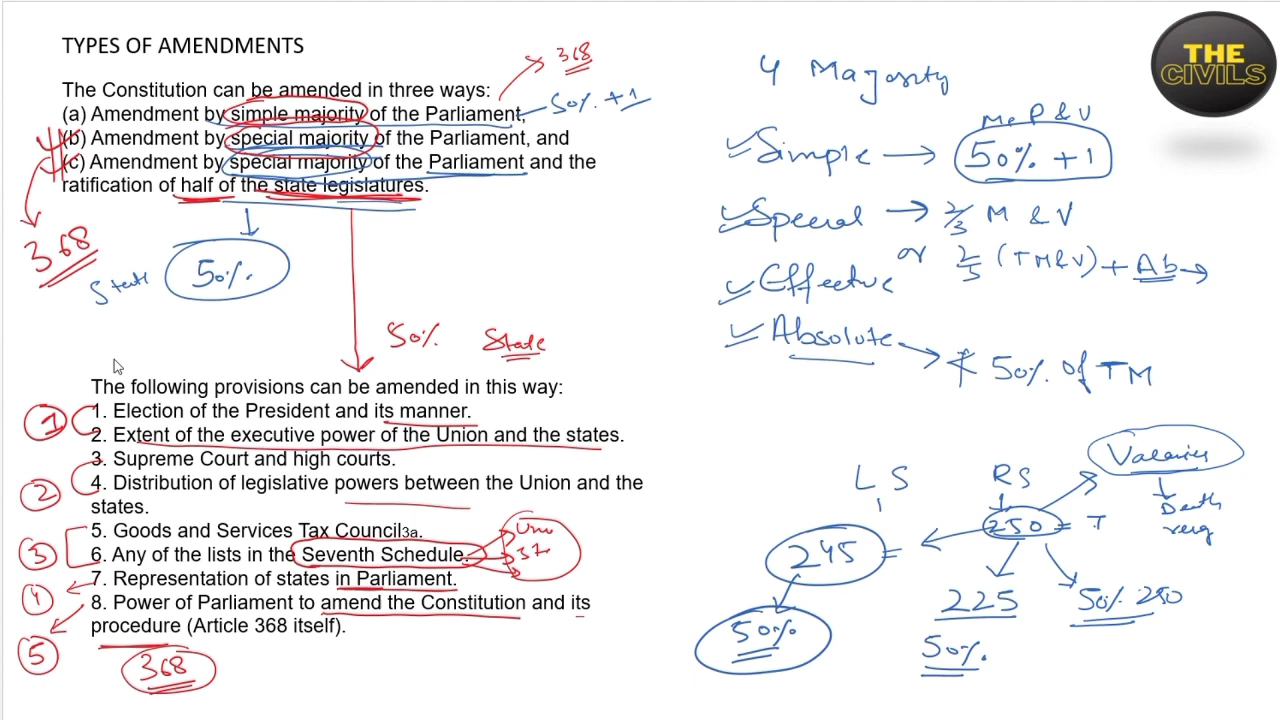 TYPES OF AMENDMENTS
368
The Constitution can be amended in three ways:
(a) Amendment by simple majority of the Parliament,
50% +1
(b) Amendment by special majority of the Parliament, and
(c) Amendment by special majority of the Parliament and the
ratification of half of the state legislatures.
368
State
50%
50% State
The following provisions can be amended in this way:
1 1. Election of the President and its manner.
2. Extent of the executive power of the Union and the states.
3. Supreme Court and high courts.
2 4. Distribution of legislative powers between the Union and the
states.
5. Goods and Services Tax Council3a.
3 6. Any of the lists in the Seventh Schedule.
7. Representation of states in Parliament.
4 8. Power of Parliament to amend the Constitution and its
procedure (Article 368 itself).
5
368
THE
CIVILS
4 Majority
P & V
Simple → 50% + 1
Special → 2/3 M & V
or 2/3 (TM&V) + Ab →
Effective
Absolute → 50% of TM
Vacancies
LS RS
Death
250 = T
resig
245 =
225 50% 250
50%
50%.